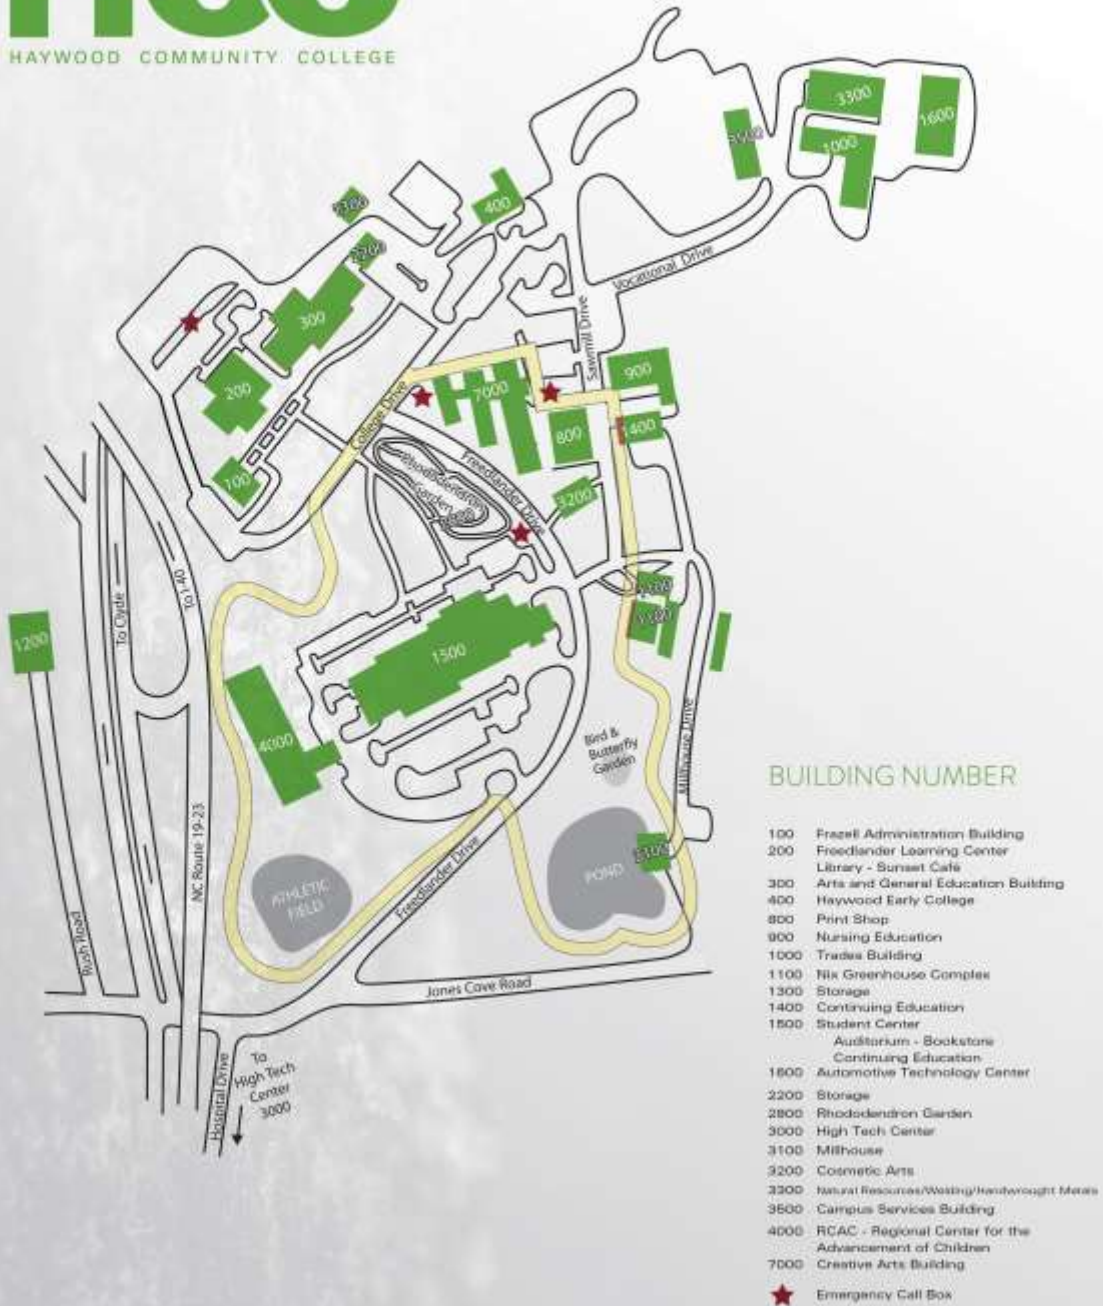 HAYWOOD COMMUNITY COLLEGE
3300
1600
1000
400
2200
300
200
100
Vocational Drive
Sawmill Drive
900
7000
College Drive
800
1400
Freedlander Drive
Rhododendron
Garden
3200
To I-40
To Clyde
1200
1500
4000
Bird &
Butterfly
Garden
Millhouse Drive
3100
POND
ATHLETIC
FIELD
Freedlander Drive
NC Route 19-23
Rush Road
Jones Cove Road
Hospital Drive
To
High Tech
Center
3000
BUILDING NUMBER
100 Frazell Administration Building
200 Freedlander Learning Center
Library - Sunset Café
300 Arts and General Education Building
400 Haywood Early College
800 Print Shop
900 Nursing Education
1000 Trades Building
1100 Nix Greenhouse Complex
1300 Storage
1400 Continuing Education
1500 Student Center
Auditorium - Bookstore
Continuing Education
1600 Automotive Technology Center
2200 Storage
2800 Rhododendron Garden
3000 High Tech Center
3100 Millhouse
3200 Cosmetic Arts
3300 Natural Resources/Welding/Handwrought Metals
3500 Campus Services Building
4000 RCAC - Regional Center for the
Advancement of Children
7000 Creative Arts Building
Emergency Call Box